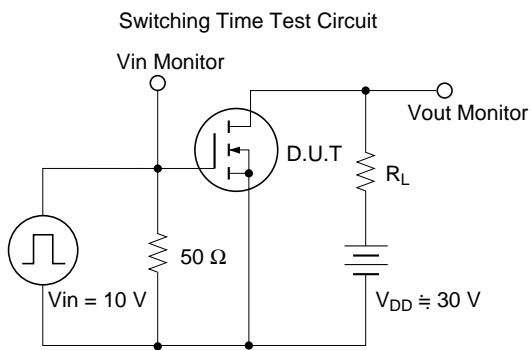 Switching Time Test Circuit
Vin Monitor
Vout Monitor
D.U.T
RL
50 Ω
Vin = 10 V
VDD ≒ 30 V